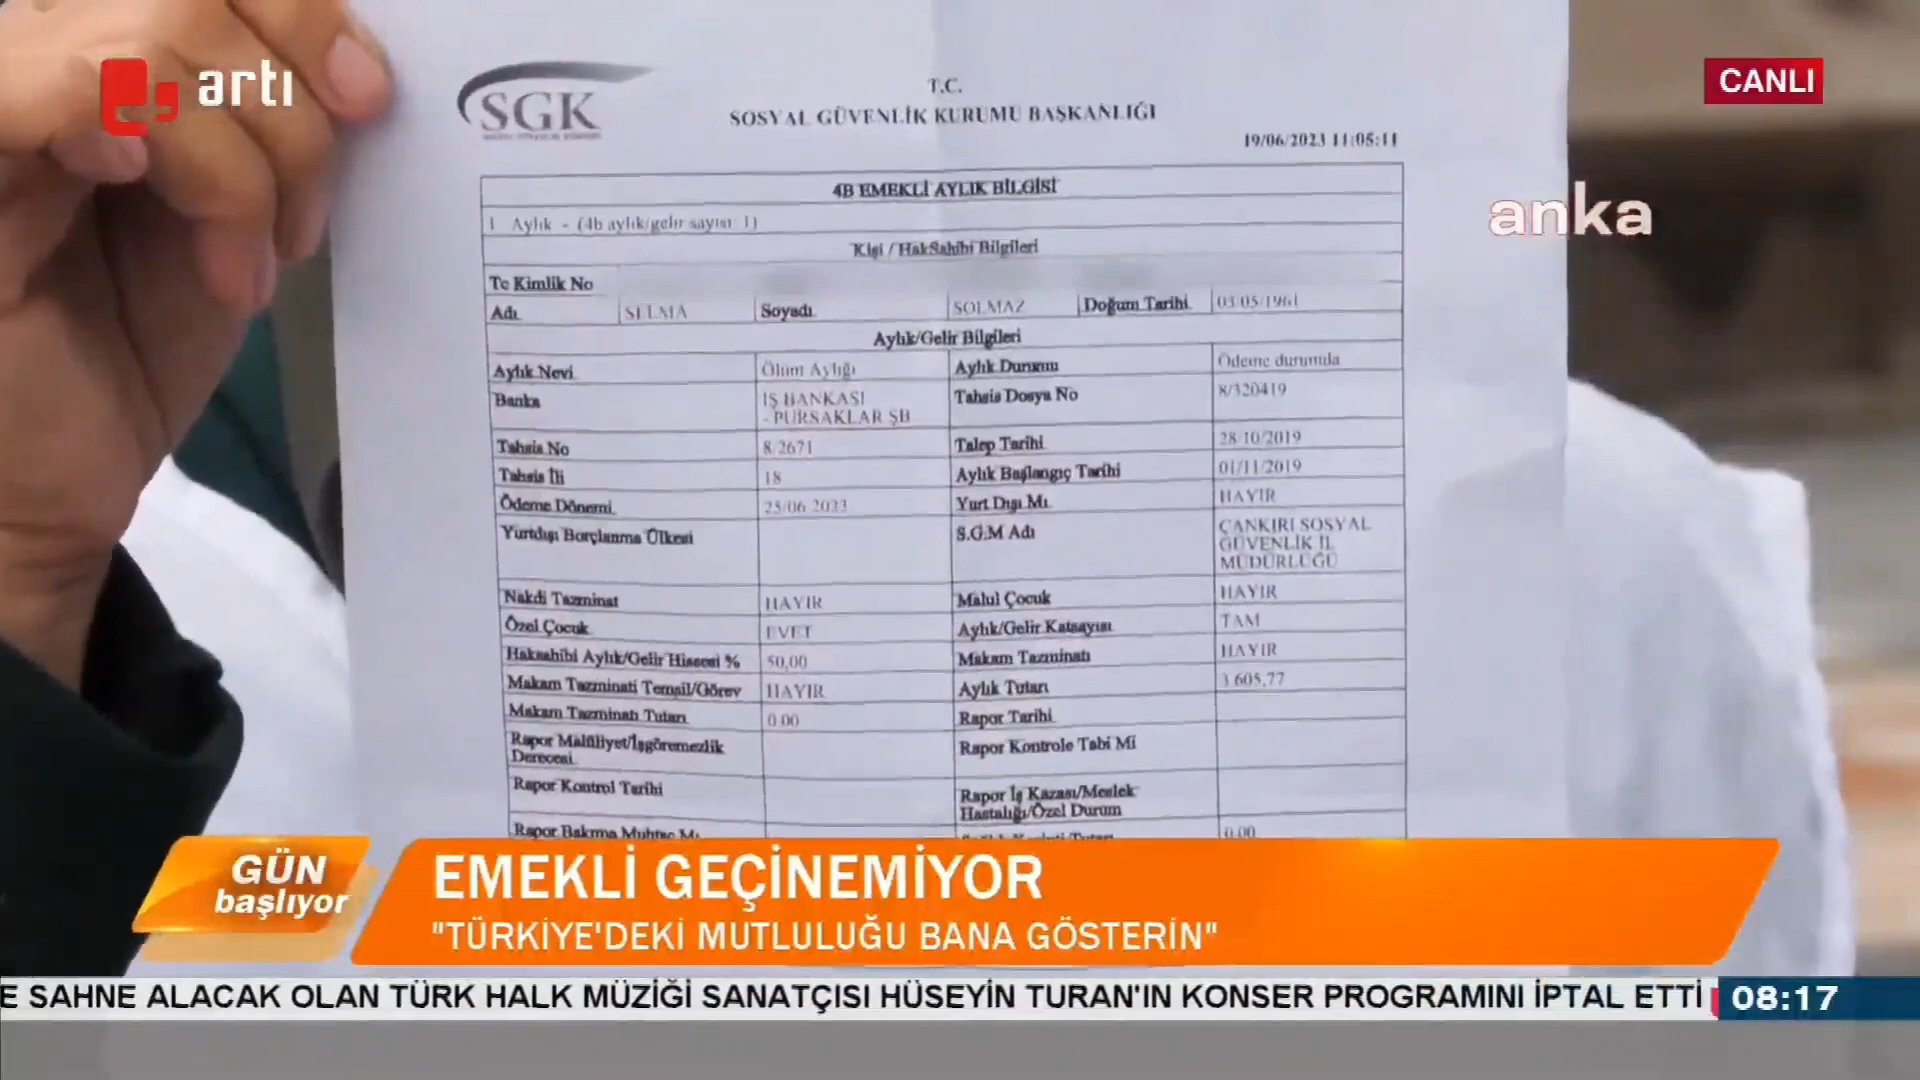 artı
CANLI
anka
SGK
T.C.
SOSYAL GÜVENLİK KURUMU BAŞKANLIĞI
19/06/2023 11:05:11
4B EMEKLİ AYLIK BİLGİSİ
1 Aylık - (4b aylık/gelir sayısı 1)
Kişi / HakSahibi Bilgileri
Tc Kimlik No
Adı SELMA Soyadı SOLMAZ Doğum Tarihi 03/05/1961
Aylık/Gelir Bilgileri
Aylık Nevi Ölüm Aylığı Aylık Durumu Ödeme durumda
Banka İŞ BANKASI - PURSAKLAR ŞB Tahsis Dosya No 8/320419
Tahsis No 8/2671 Talep Tarihi 28/10/2019
Tahsis İli 18 Aylık Başlangıç Tarihi 01/11/2019
Ödeme Dönemi 25/06/2023 Yurt Dışı Mı HAYIR
Yurtdışı Borçlanma Ülkesi S.G.M Adı ÇANKIRI SOSYAL GÜVENLİK İL MÜDÜRLÜĞÜ
Nakdi Tazminat HAYIR Malul Çocuk HAYIR
Özel Çocuk EVET Aylık/Gelir Katsayısı TAM
Haksahibi Aylık/Gelir Hissesi % 50,00 Makam Tazminatı HAYIR
Makam Tazminatı Temsil/Görev HAYIR Aylık Tutarı 3.605,77
Makam Tazminatı Tutarı 0.00 Rapor Tarihi
Rapor Malüliyet/İşgöremezlik Derecesi Rapor Kontrole Tabi Mi
Rapor Kontrol Tarihi Rapor İş Kazası/Meslek Hastalığı/Özel Durum
Rapor Bakıma Muhtaç Mı 0.00
GÜN başlıyor
EMEKLİ GEÇİNEMİYOR
"TÜRKİYE'DEKİ MUTLULUĞU BANA GÖSTERİN"
E SAHNE ALACAK OLAN TÜRK HALK MÜZİĞİ SANATÇISI HÜSEYİN TURAN'IN KONSER PROGRAMINI İPTAL ETTİ 08:17